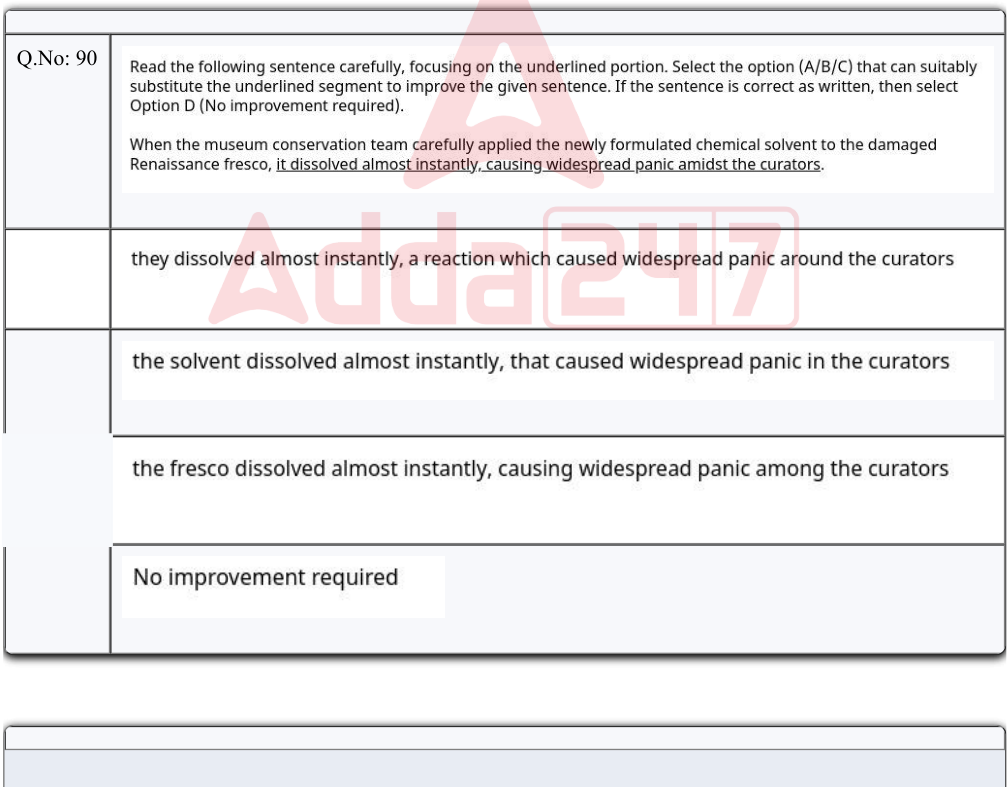 Q.No: 90
Read the following sentence carefully, focusing on the underlined portion. Select the option (A/B/C) that can suitably
substitute the underlined segment to improve the given sentence. If the sentence is correct as written, then select
Option D (No improvement required).
When the museum conservation team carefully applied the newly formulated chemical solvent to the damaged
Renaissance fresco, it dissolved almost instantly, causing widespread panic amidst the curators.
Adda247
they dissolved almost instantly, a reaction which caused widespread panic around the curators
the solvent dissolved almost instantly, that caused widespread panic in the curators
the fresco dissolved almost instantly, causing widespread panic among the curators
No improvement required